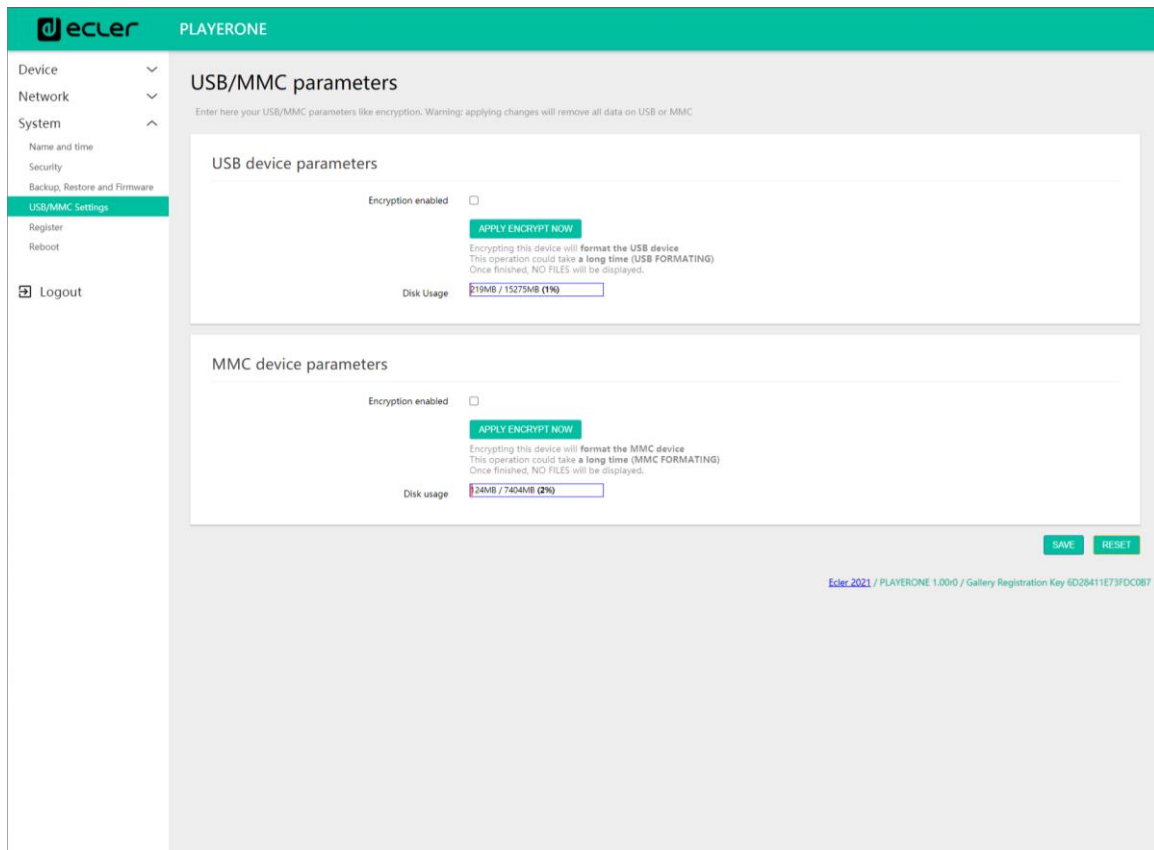 ecler
PLAYERONE
Device
Network
System
Name and time
Security
Backup, Restore and Firmware
USB/MMC Settings
Register
Reboot
Logout
USB/MMC parameters
Enter here your USB/MMC parameters like encryption. Warning: applying changes will remove all data on USB or MMC
USB device parameters
Encryption enabled
APPLY ENCRYPT NOW
Encrypting this device will format the USB device
This operation could take a long time (USB FORMATING)
Once finished, NO FILES will be displayed.
Disk Usage 219MB / 15275MB (1%)
MMC device parameters
Encryption enabled
APPLY ENCRYPT NOW
Encrypting this device will format the MMC device
This operation could take a long time (MMC FORMATING)
Once finished, NO FILES will be displayed.
Disk usage 124MB / 7404MB (2%)
SAVE RESET
Ecler 2021 / PLAYERONE 1.00r0 / Gallery Registration Key 6D28411E73FDC0B7